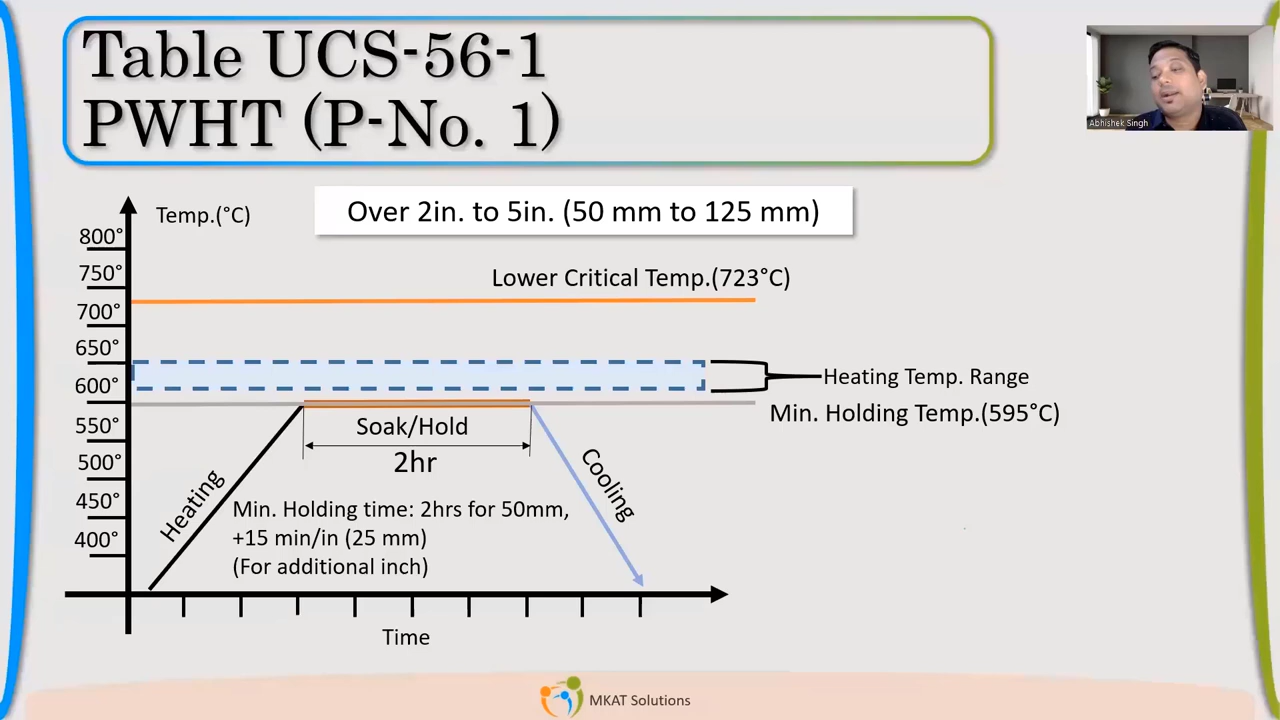 Table UCS-56-1
PWHT (P-No. 1)
Abhishek Singh
Temp.(°C)
Over 2in. to 5in. (50 mm to 125 mm)
800°
750°
700°
650°
600°
550°
500°
450°
400°
Lower Critical Temp.(723°C)
Heating Temp. Range
Min. Holding Temp.(595°C)
Soak/Hold
2hr
Heating
Cooling
Min. Holding time: 2hrs for 50mm,
+15 min/in (25 mm)
(For additional inch)
Time
MKAT Solutions